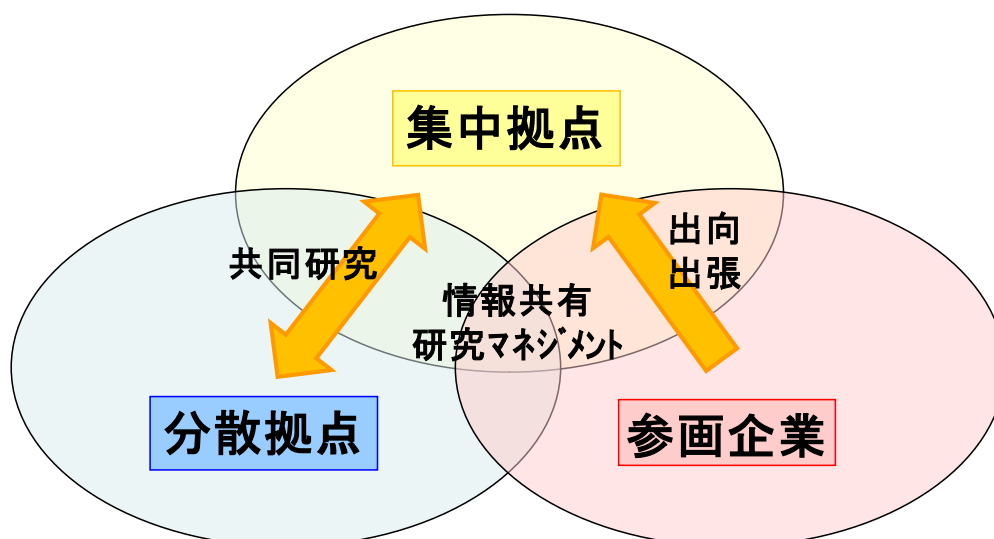 集中拠点
共同研究
出向
出張
情報共有
研究ﾏﾈｼﾞﾒﾝﾄ
分散拠点
参画企業